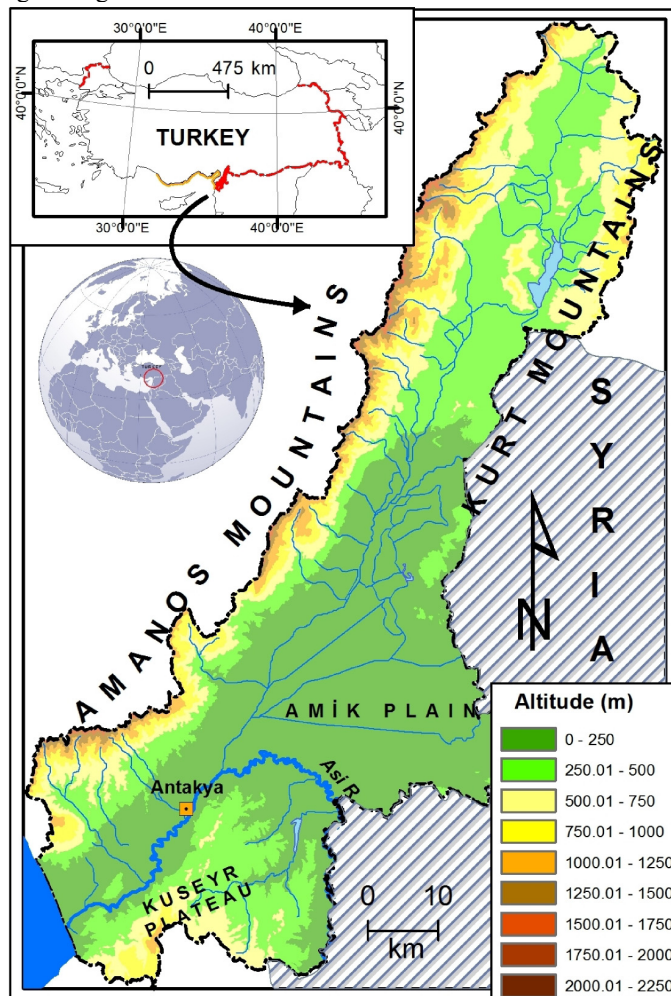 30°0'0"E
40°0'0"E
0 475 km
40°0'0"N
40°0'0"N
TURKEY
30°0'0"E
40°0'0"E
AMANOS MOUNTAINS
KURT MOUNTAINS
SYRIA
N
AMİK PLAIN
Asi R
Antakya
KUSEYR
PLATEAU
0 10
km
Altitude (m)
0 - 250
250.01 - 500
500.01 - 750
750.01 - 1000
1000.01 - 1250
1250.01 - 1500
1500.01 - 1750
1750.01 - 2000
2000.01 - 2250